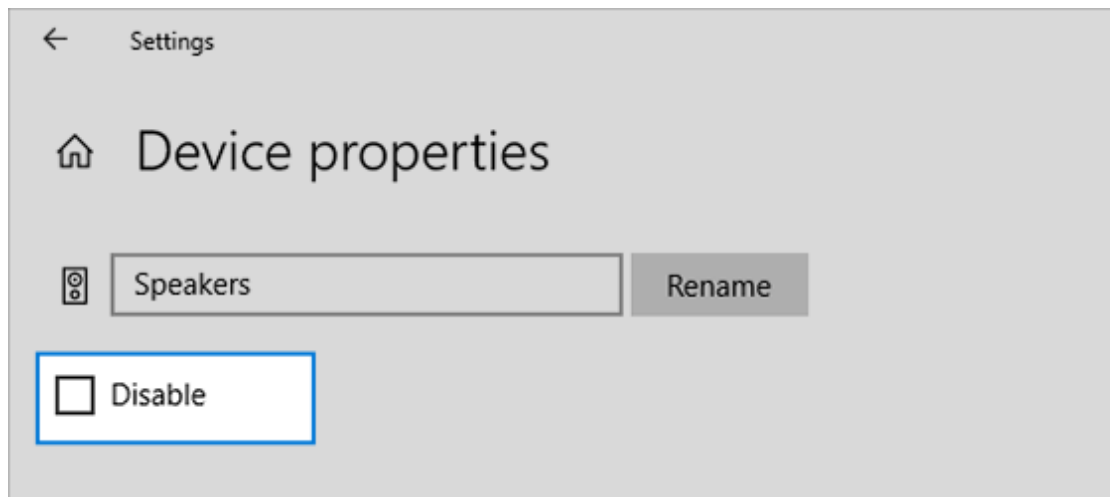 Settings
Device properties
Speakers
Rename
Disable